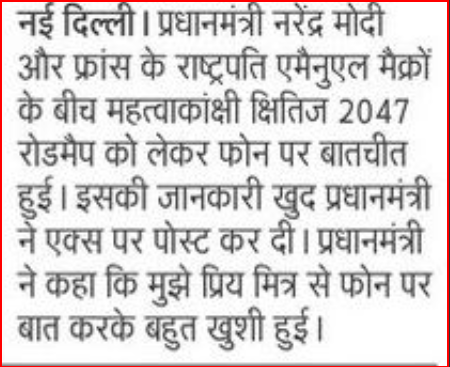 नई दिल्ली। प्रधानमंत्री नरेंद्र मोदी
और फ्रांस के राष्ट्रपति एमैनुएल मैक्रों
के बीच महत्वाकांक्षी क्षितिज 2047
रोडमैप को लेकर फोन पर बातचीत
हुई। इसकी जानकारी खुद प्रधानमंत्री
ने एक्स पर पोस्ट कर दी। प्रधानमंत्री
ने कहा कि मुझे प्रिय मित्र से फोन पर
बात करके बहुत खुशी हुई।